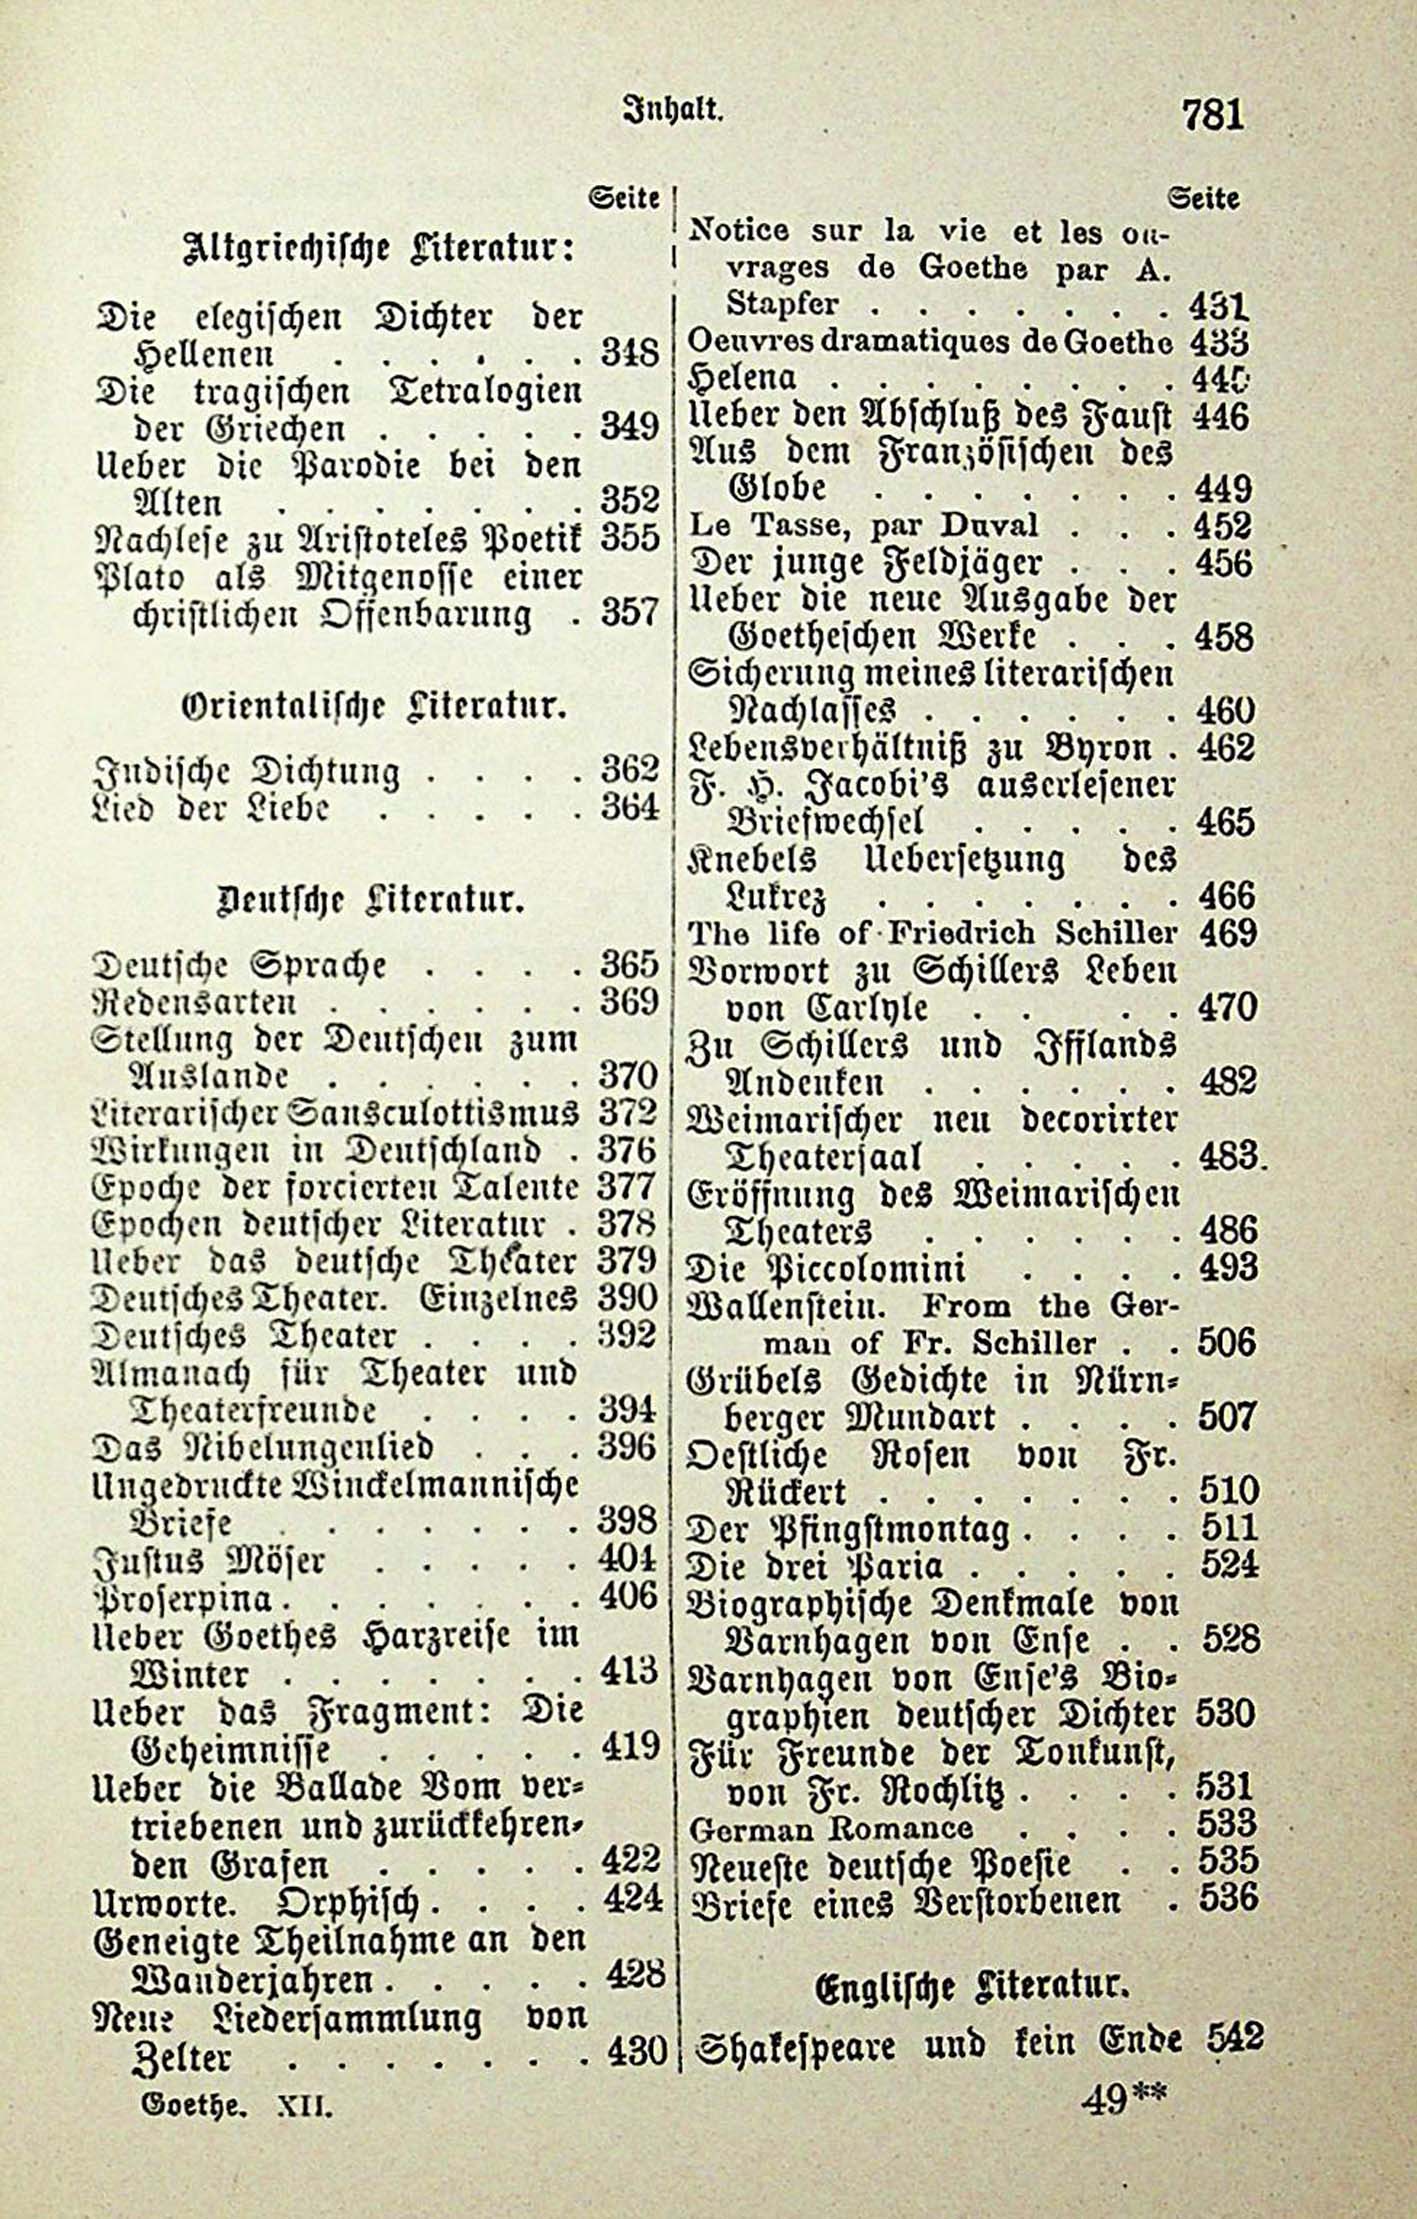 Inhalt. 781
Seite
Altgriechische Literatur:
Die elegischen Dichter der
Hellenen . . . . . . 348
Die tragischen Tetralogien
der Griechen . . . . . 349
Ueber die Parodie bei den
Alten . . . . . . . 352
Nachlese zu Aristoteles Poetik 355
Plato als Mitgenosse einer
christlichen Offenbarung . 357
Orientalische Literatur.
Indische Dichtung . . . . 362
Lied der Liebe . . . . . 364
Deutsche Literatur.
Deutsche Sprache . . . . 365
Redensarten . . . . . . 369
Stellung der Deutschen zum
Auslande . . . . . . 370
Literarischer Sansculottismus 372
Wirkungen in Deutschland . 376
Epoche der forcierten Talente 377
Epochen deutscher Literatur . 378
Ueber das deutsche Theater 379
Deutsches Theater. Einzelnes 390
Deutsches Theater . . . . 392
Almanach für Theater und
Theaterfreunde . . . . 394
Das Nibelungenlied . . . 396
Ungedruckte Winckelmannische
Briefe . . . . . . . 398
Justus Möser . . . . . 404
Proserpina . . . . . . . 406
Ueber Goethes Harzreise im
Winter . . . . . . . 413
Ueber das Fragment: Die
Geheimnisse . . . . . 419
Ueber die Ballade Vom ver-
triebenen und zurückkehren-
den Grafen . . . . . 422
Urworte. Orphisch . . . . 424
Geneigte Theilnahme an den
Wanderjahren . . . . . 428
Neue Liedersammlung von
Zelter . . . . . . . 430
Goethe. XII.
Seite
Notice sur la vie et les ou-
vrages de Goethe par A.
Stapfer . . . . . . . 431
Oeuvres dramatiques de Goethe 433
Helena . . . . . . . . 440
Ueber den Abschluß des Faust 446
Aus dem Französischen des
Globe . . . . . . . 449
Le Tasse, par Duval . . . 452
Der junge Feldjäger . . . 456
Ueber die neue Ausgabe der
Goetheschen Werke . . . 458
Sicherung meines literarischen
Nachlasses . . . . . . 460
Lebensverhältniß zu Byron . 462
F. H. Jacobi's auserlesener
Briefwechsel . . . . . 465
Knebels Uebersetzung des
Lukrez . . . . . . . 466
The life of Friedrich Schiller 469
Vorwort zu Schillers Leben
von Carlyle . . . . 470
Zu Schillers und Ifflands
Andenken . . . . . . 482
Weimarischer neu decorirter
Theatersaal . . . . . 483.
Eröffnung des Weimarischen
Theaters . . . . . . 486
Die Piccolomini . . . . 493
Wallenstein. From the Ger-
man of Fr. Schiller . . 506
Grübels Gedichte in Nürn-
berger Mundart . . . . 507
Oestliche Rosen von Fr.
Rückert . . . . . . . 510
Der Pfingstmontag . . . . 511
Die drei Paria . . . . . 524
Biographische Denkmale von
Varnhagen von Ense . . 528
Varnhagen von Ense's Bio-
graphien deutscher Dichter 530
Für Freunde der Tonkunst,
von Fr. Rochlitz . . . . 531
German Romance . . . . 533
Neueste deutsche Poesie . . 535
Briefe eines Verstorbenen . 536
Englische Literatur.
Shakespeare und kein Ende 542
49**